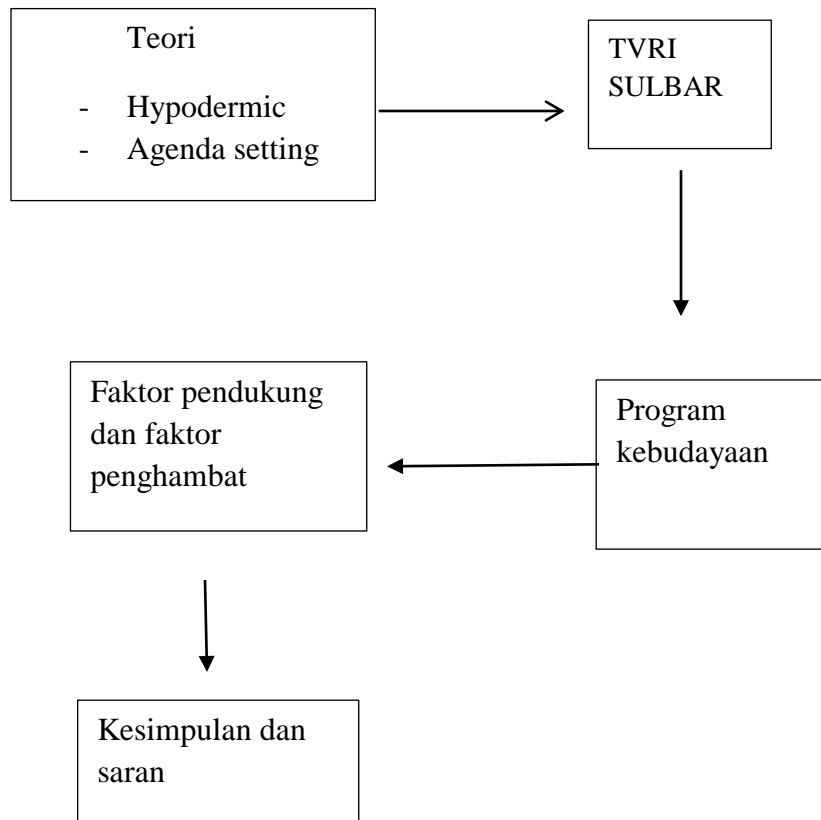 Teori
- Hypodermic
- Agenda setting
TVRI
SULBAR
Program
kebudayaan
Faktor pendukung
dan faktor
penghambat
Kesimpulan dan
saran